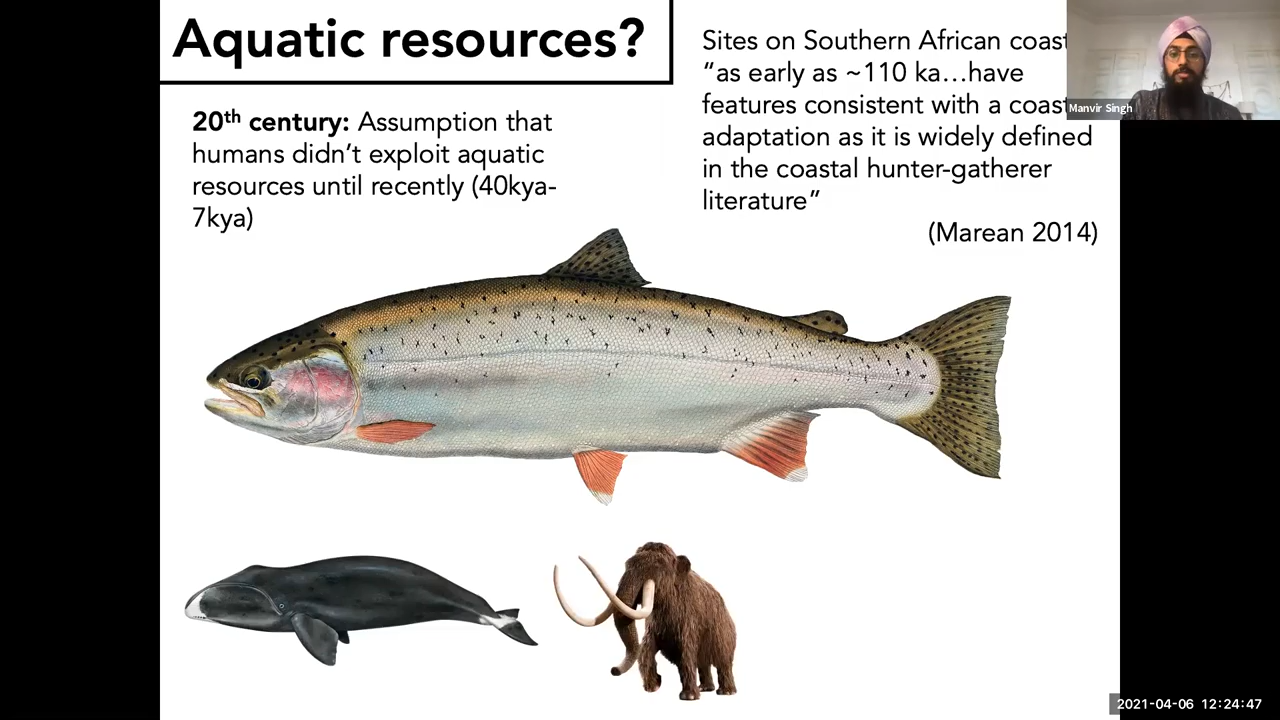 Aquatic resources?
20th century: Assumption that
humans didn't exploit aquatic
resources until recently (40kya-
7kya)
Sites on Southern African coast
"as early as ~110 ka…have
features consistent with a coast
adaptation as it is widely defined
in the coastal hunter-gatherer
literature"
(Marean 2014)
Manvir Singh
2021-04-06 12:24:47